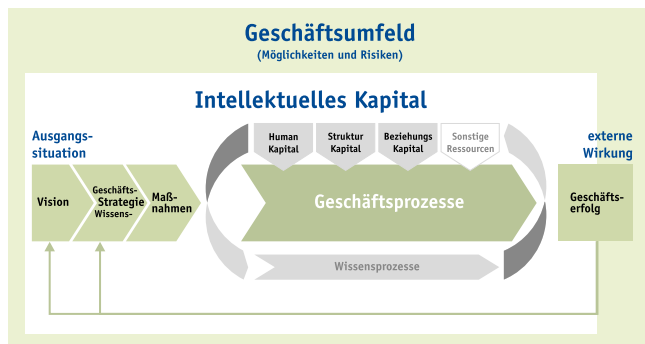 Geschäftsumfeld
(Möglichkeiten und Risiken)
Intellektuelles Kapital
Ausgangs-
situation
Human
Kapital
Struktur
Kapital
Beziehungs
Kapital
Sonstige
Ressourcen
externe
Wirkung
Vision
Geschäfts-
Strategie
Wissens-
Maß-
nahmen
Geschäftsprozesse
Geschäfts-
erfolg
Wissensprozesse